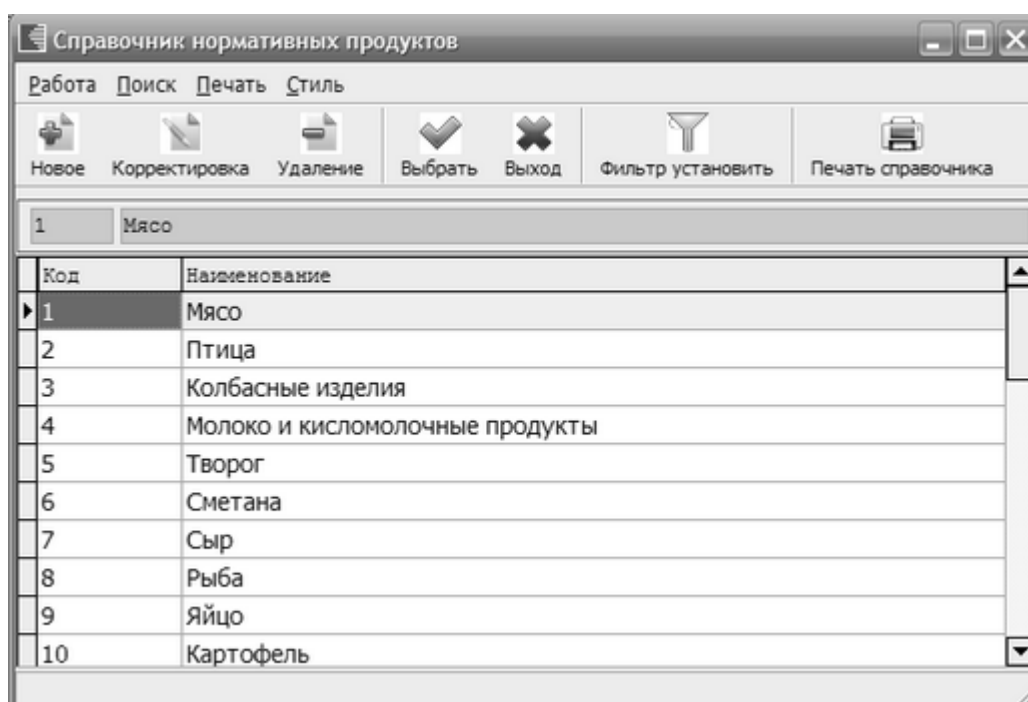 Справочник нормативных продуктов
Работа Поиск Печать Стиль
Новое Корректировка Удаление Выбрать Выход Фильтр установить Печать справочника
1 Мясо
Код Наименование
1 Мясо
2 Птица
3 Колбасные изделия
4 Молоко и кисломолочные продукты
5 Творог
6 Сметана
7 Сыр
8 Рыба
9 Яйцо
10 Картофель